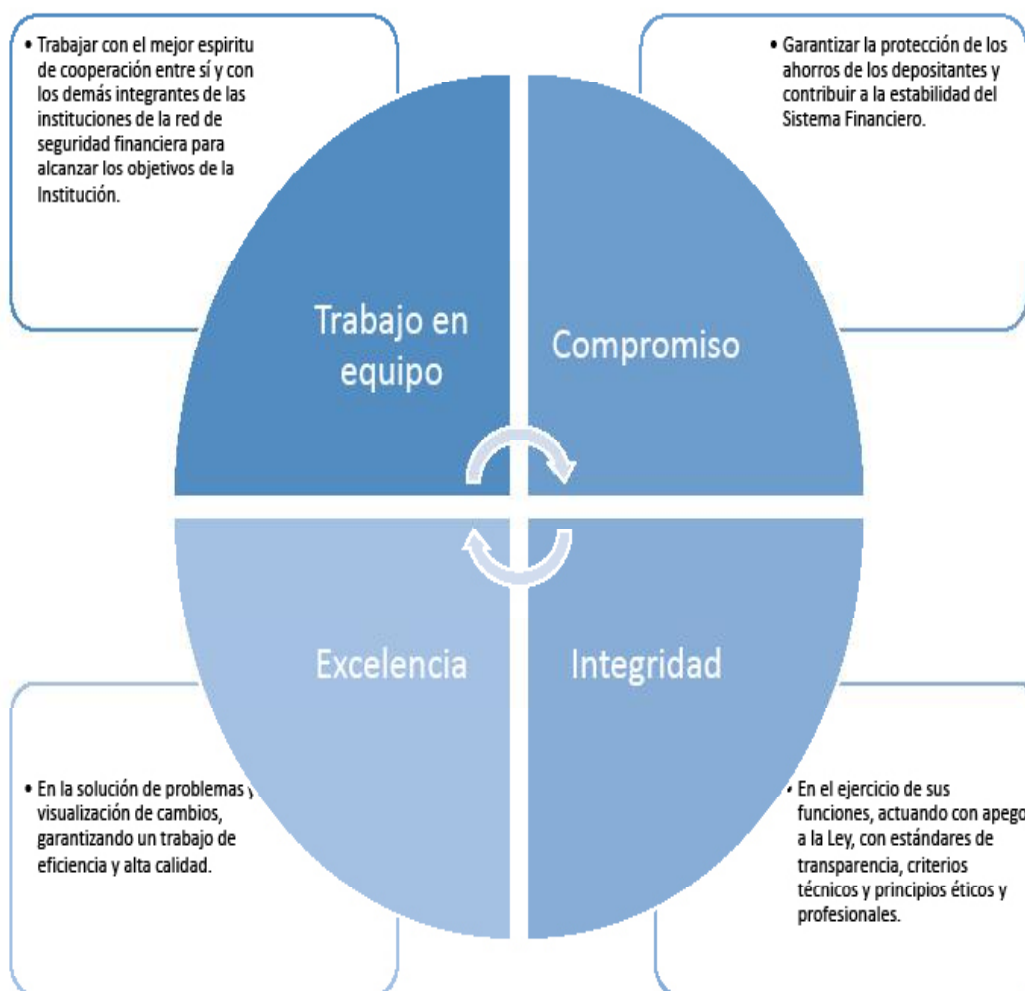 • Trabajar con el mejor espiritu
de cooperación entre sí y con
los demás integrantes de las
instituciones de la red de
seguridad financiera para
alcanzar los objetivos de la
Institución.
• Garantizar la protección de los
ahorros de los depositantes y
contribuir a la estabilidad del
Sistema Financiero.
Trabajo en
equipo
Compromiso
Excelencia
Integridad
• En la solución de problemas y
visualización de cambios,
garantizando un trabajo de
eficiencia y alta calidad.
• En el ejercicio de sus
funciones, actuando con apego
a la Ley, con estándares de
transparencia, criterios
técnicos y principios éticos y
profesionales.